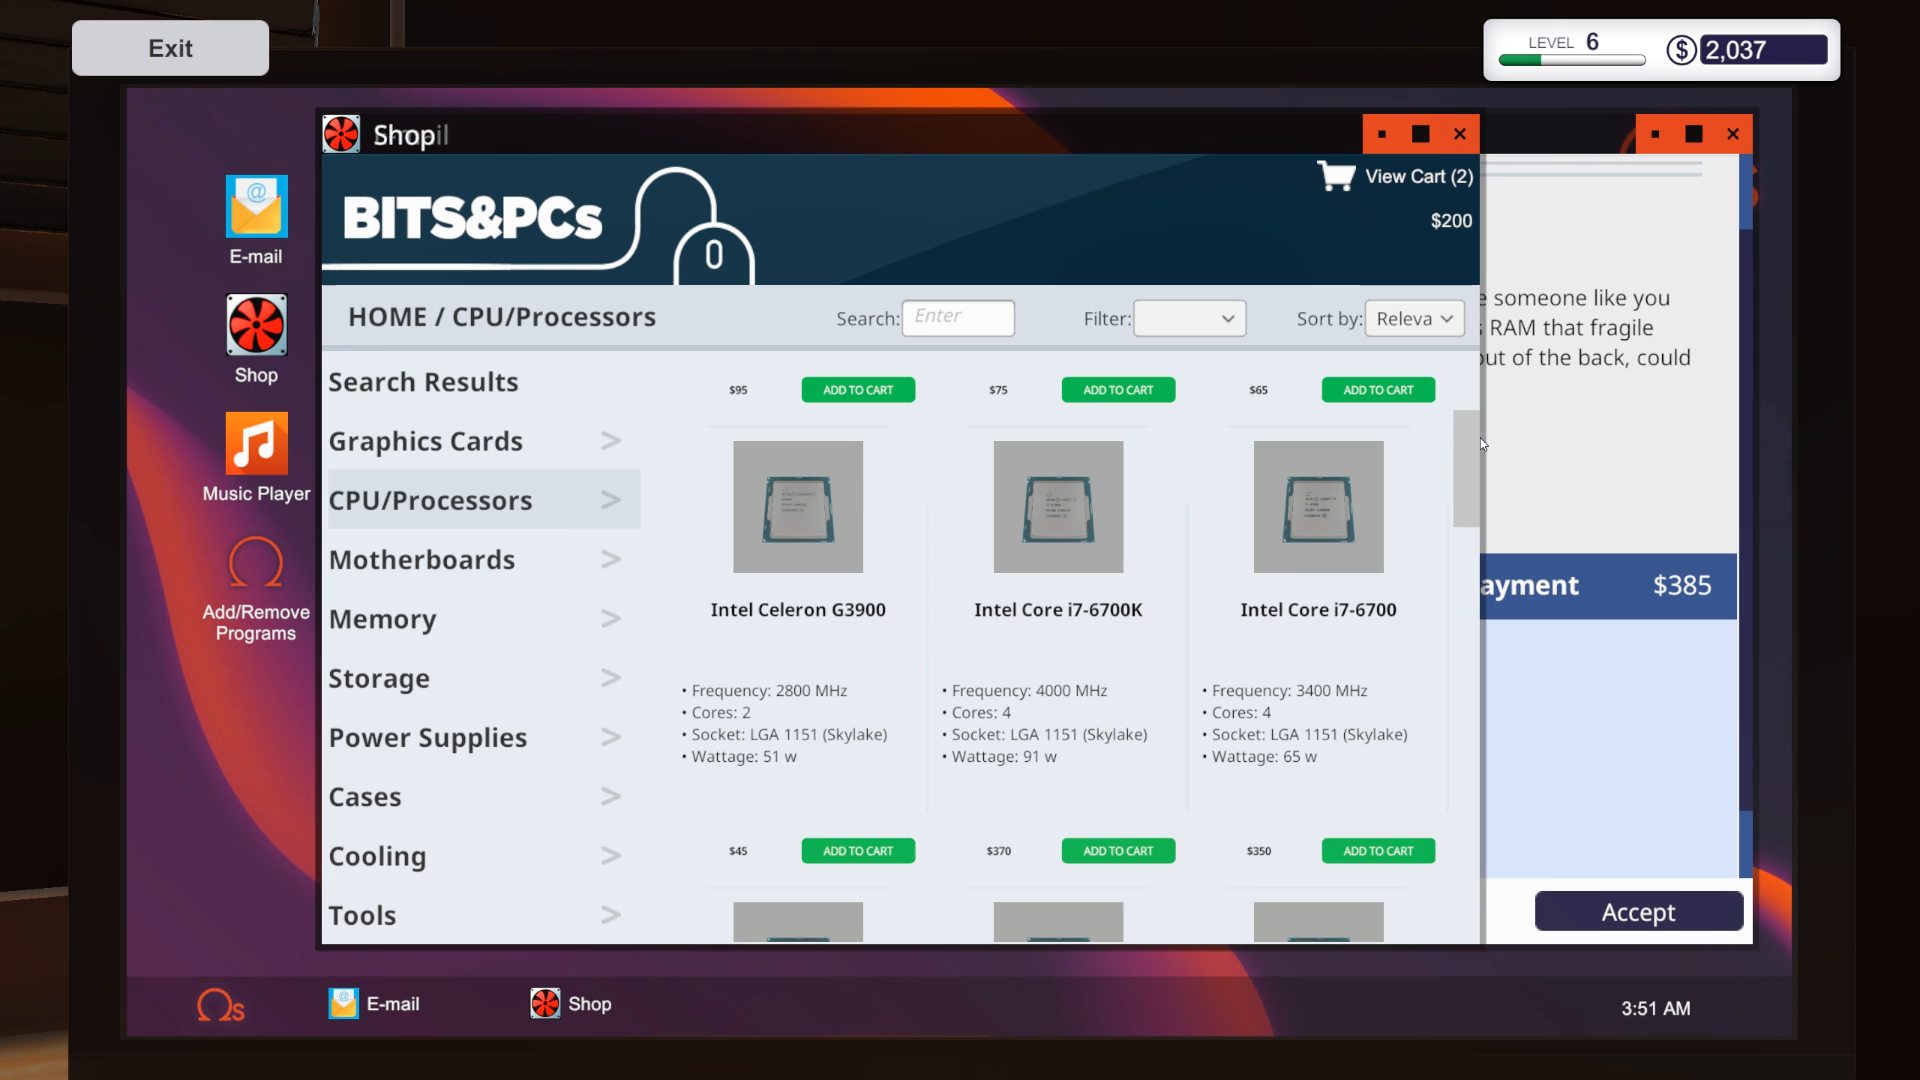 Exit
LEVEL 6
$ 2,037
Shop
BITS&PCs
View Cart (2)
$200
HOME / CPU/Processors
Search: Enter
Filter:
Sort by: Releva
E-mail
Shop
Music Player
Add/Remove
Programs
Search Results
Graphics Cards >
CPU/Processors >
Motherboards >
Memory >
Storage >
Power Supplies >
Cases >
Cooling >
Tools >
$95 ADD TO CART
$75 ADD TO CART
$65 ADD TO CART
Intel Celeron G3900
• Frequency: 2800 MHz
• Cores: 2
• Socket: LGA 1151 (Skylake)
• Wattage: 51 w
$45 ADD TO CART
Intel Core i7-6700K
• Frequency: 4000 MHz
• Cores: 4
• Socket: LGA 1151 (Skylake)
• Wattage: 91 w
$370 ADD TO CART
Intel Core i7-6700
• Frequency: 3400 MHz
• Cores: 4
• Socket: LGA 1151 (Skylake)
• Wattage: 65 w
$350 ADD TO CART
someone like you
RAM that fragile
out of the back, could
ayment $385
Accept
Ωs
E-mail
Shop
3:51 AM